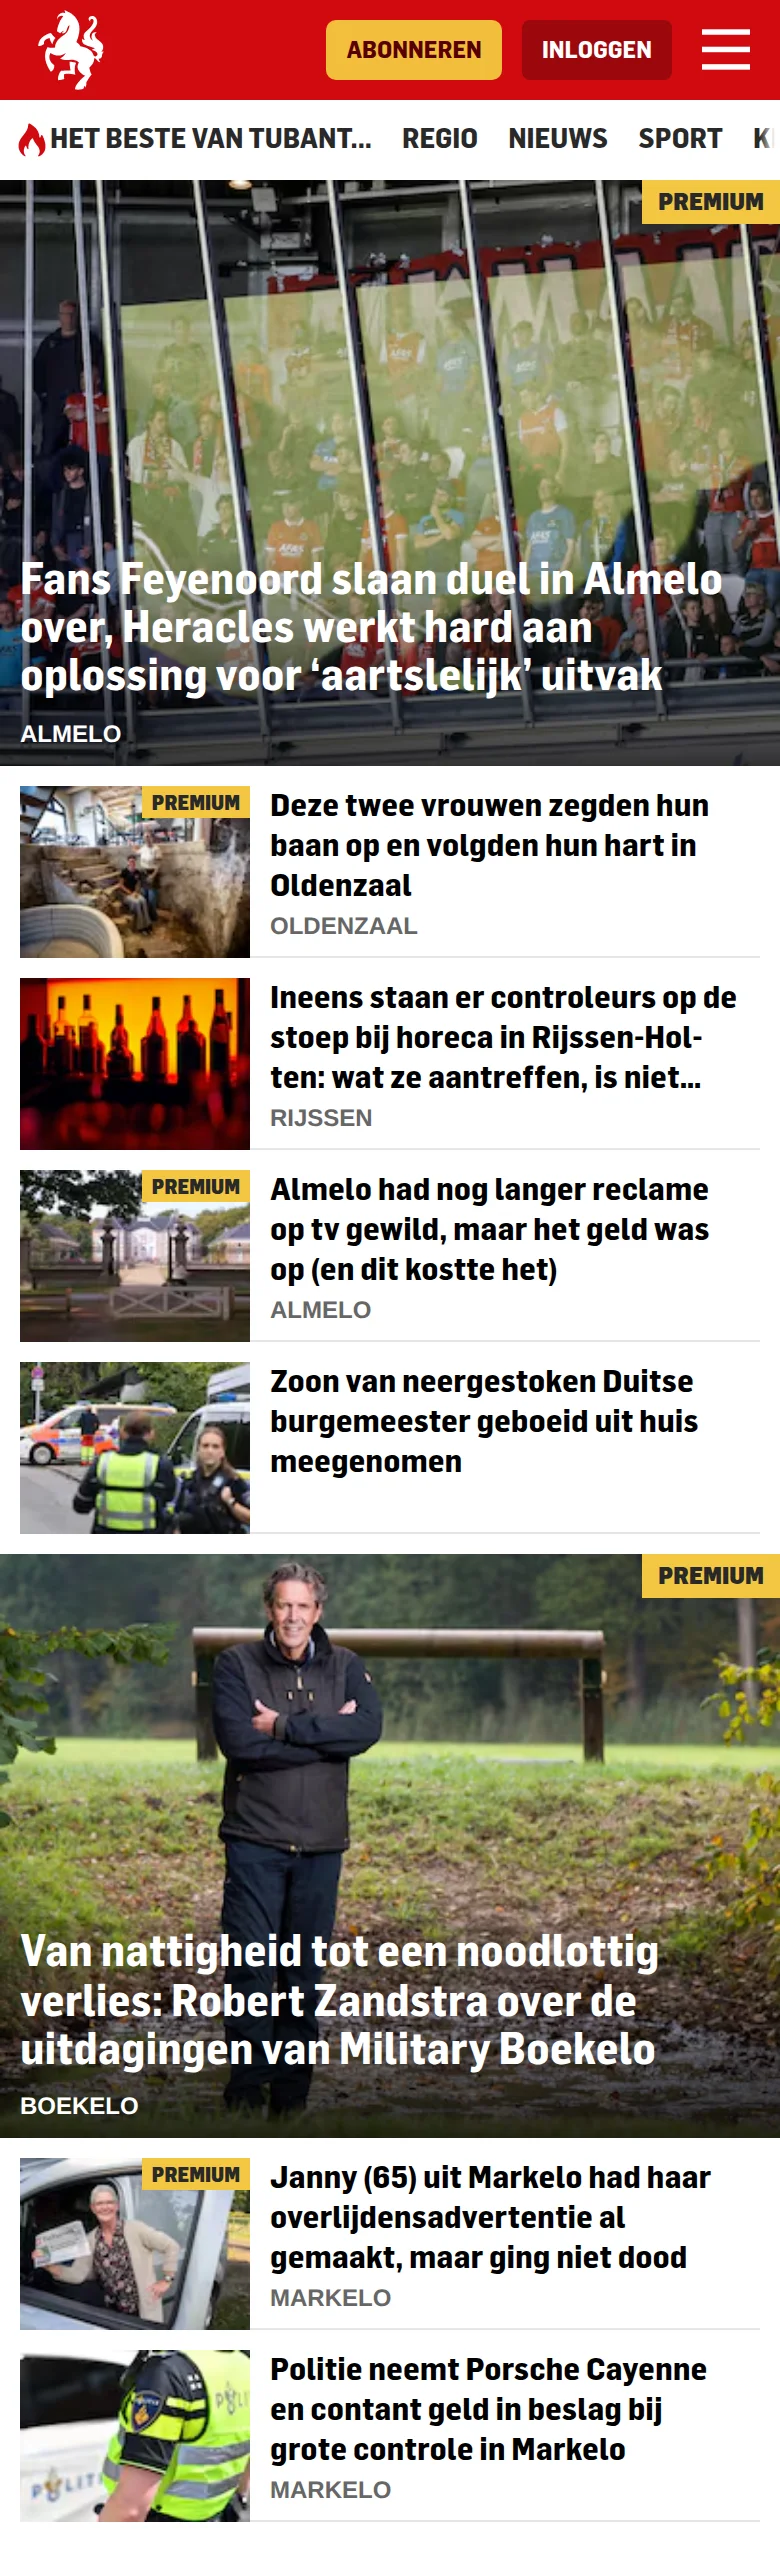 ABONNEREN
INLOGGEN
HET BESTE VAN TUBANT...
REGIO
NIEUWS
SPORT
PREMIUM
Fans Feyenoord slaan duel in Almelo
over, Heracles werkt hard aan
oplossing voor ‘aartslelijk’ uitvak
ALMELO
PREMIUM
Deze twee vrouwen zegden hun
baan op en volgden hun hart in
Oldenzaal
OLDENZAAL
Ineens staan er controleurs op de
stoep bij horeca in Rijssen-Hol-
ten: wat ze aantreffen, is niet...
RIJSSEN
PREMIUM
Almelo had nog langer reclame
op tv gewild, maar het geld was
op (en dit kostte het)
ALMELO
Zoon van neergestoken Duitse
burgemeester geboeid uit huis
meegenomen
PREMIUM
Van nattigheid tot een noodlottig
verlies: Robert Zandstra over de
uitdagingen van Military Boekelo
BOEKELO
PREMIUM
Janny (65) uit Markelo had haar
overlijdensadvertentie al
gemaakt, maar ging niet dood
MARKELO
Politie neemt Porsche Cayenne
en contant geld in beslag bij
grote controle in Markelo
MARKELO